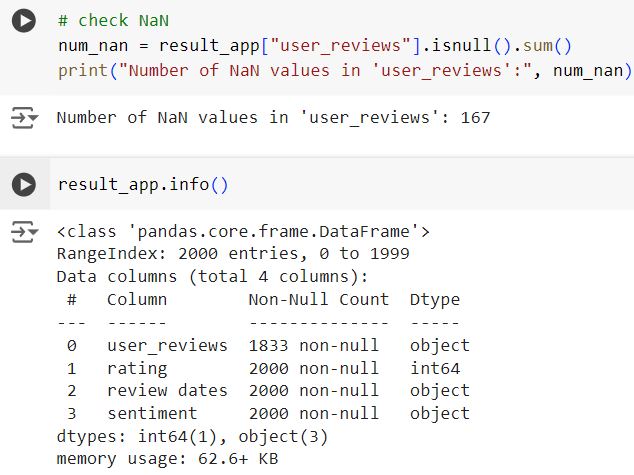 # check NaN
num_nan = result_app["user_reviews"].isnull().sum()
print("Number of NaN values in 'user_reviews':", num_nan)
Number of NaN values in 'user_reviews': 167
result_app.info()
<class 'pandas.core.frame.DataFrame'>
RangeIndex: 2000 entries, 0 to 1999
Data columns (total 4 columns):
 #   Column        Non-Null Count  Dtype
---  ------        --------------  -----
 0   user_reviews  1833 non-null   object
 1   rating        2000 non-null   int64
 2   review dates  2000 non-null   object
 3   sentiment     2000 non-null   object
dtypes: int64(1), object(3)
memory usage: 62.6+ KB